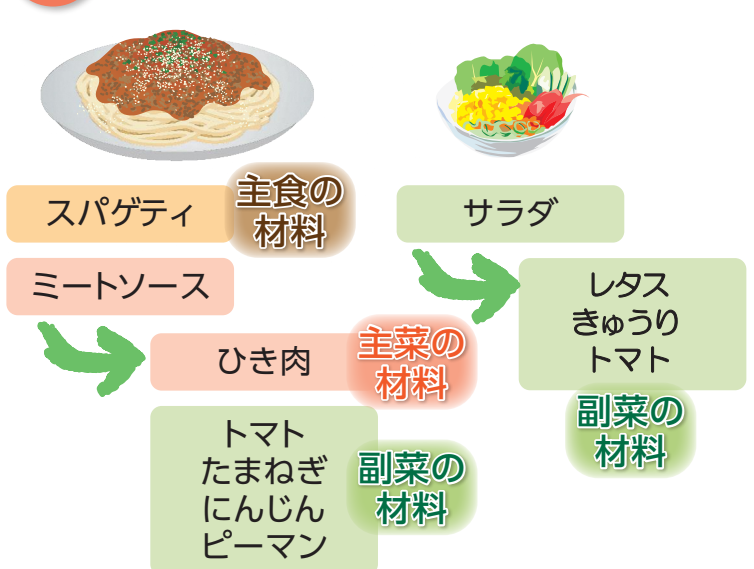 スパゲティ
主食の
材料
ミートソース
ひき肉
主菜の
材料
トマト
たまねぎ
にんじん
ピーマン
副菜の
材料
サラダ
レタス
きゅうり
トマト
副菜の
材料